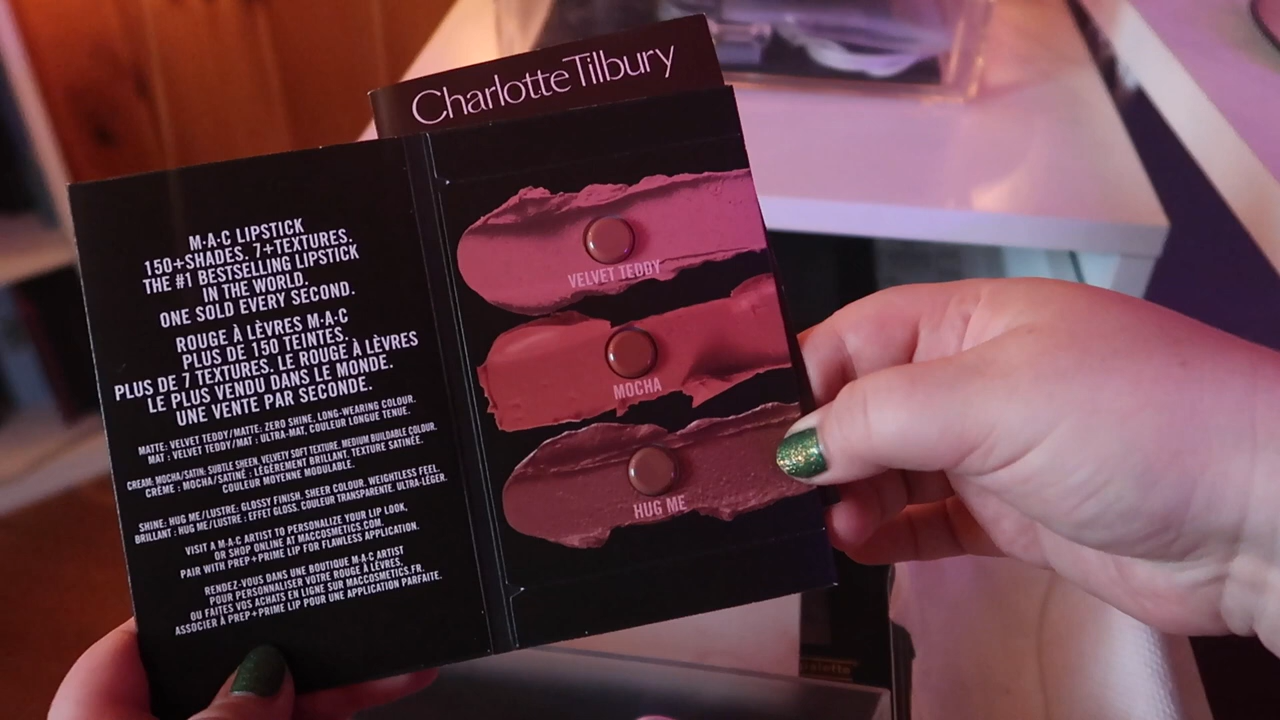 Charlotte Tilbury
M·A·C LIPSTICK
150+SHADES. 7+TEXTURES.
THE #1 BESTSELLING LIPSTICK
IN THE WORLD.
ONE SOLD EVERY SECOND.
ROUGE À LÈVRES M·A·C
PLUS DE 150 TEINTES.
PLUS DE 7 TEXTURES. LE ROUGE À LÈVRES
LE PLUS VENDU DANS LE MONDE.
UNE VENTE PAR SECONDE.
MATTE: VELVET TEDDY/MATTE: ZERO SHINE, LONG-WEARING COLOUR.
MAT : VELVET TEDDY/MAT : ULTRA-MAT, COULEUR LONGUE TENUE.
CREAM: MOCHA/SATIN: SUBTLE SHEEN, VELVETY SOFT TEXTURE. MEDIUM BUILDABLE COLOUR.
CRÈME : MOCHA/SATINÉ : LÉGÈREMENT BRILLANT. TEXTURE SATINÉE.
COULEUR MOYENNE MODULABLE.
SHINE: HUG ME/LUSTRE: GLOSSY FINISH. SHEER COLOUR. WEIGHTLESS FEEL.
BRILLANT : HUG ME/LUSTRE : EFFET GLOSS. COULEUR TRANSPARENTE. ULTRA-LÉGER.
VISIT A M·A·C ARTIST TO PERSONALIZE YOUR LIP LOOK,
OR SHOP ONLINE AT MACCOSMETICS.COM.
PAIR WITH PREP+PRIME LIP FOR FLAWLESS APPLICATION.
RENDEZ-VOUS DANS UNE BOUTIQUE M·A·C ARTIST
POUR PERSONNALISER VOTRE ROUGE À LÈVRES,
OU FAITES VOS ACHATS EN LIGNE SUR MACCOSMETICS.FR.
ASSOCIER À PREP+PRIME LIP POUR UNE APPLICATION PARFAITE.
VELVET TEDDY
MOCHA
HUG ME
palette